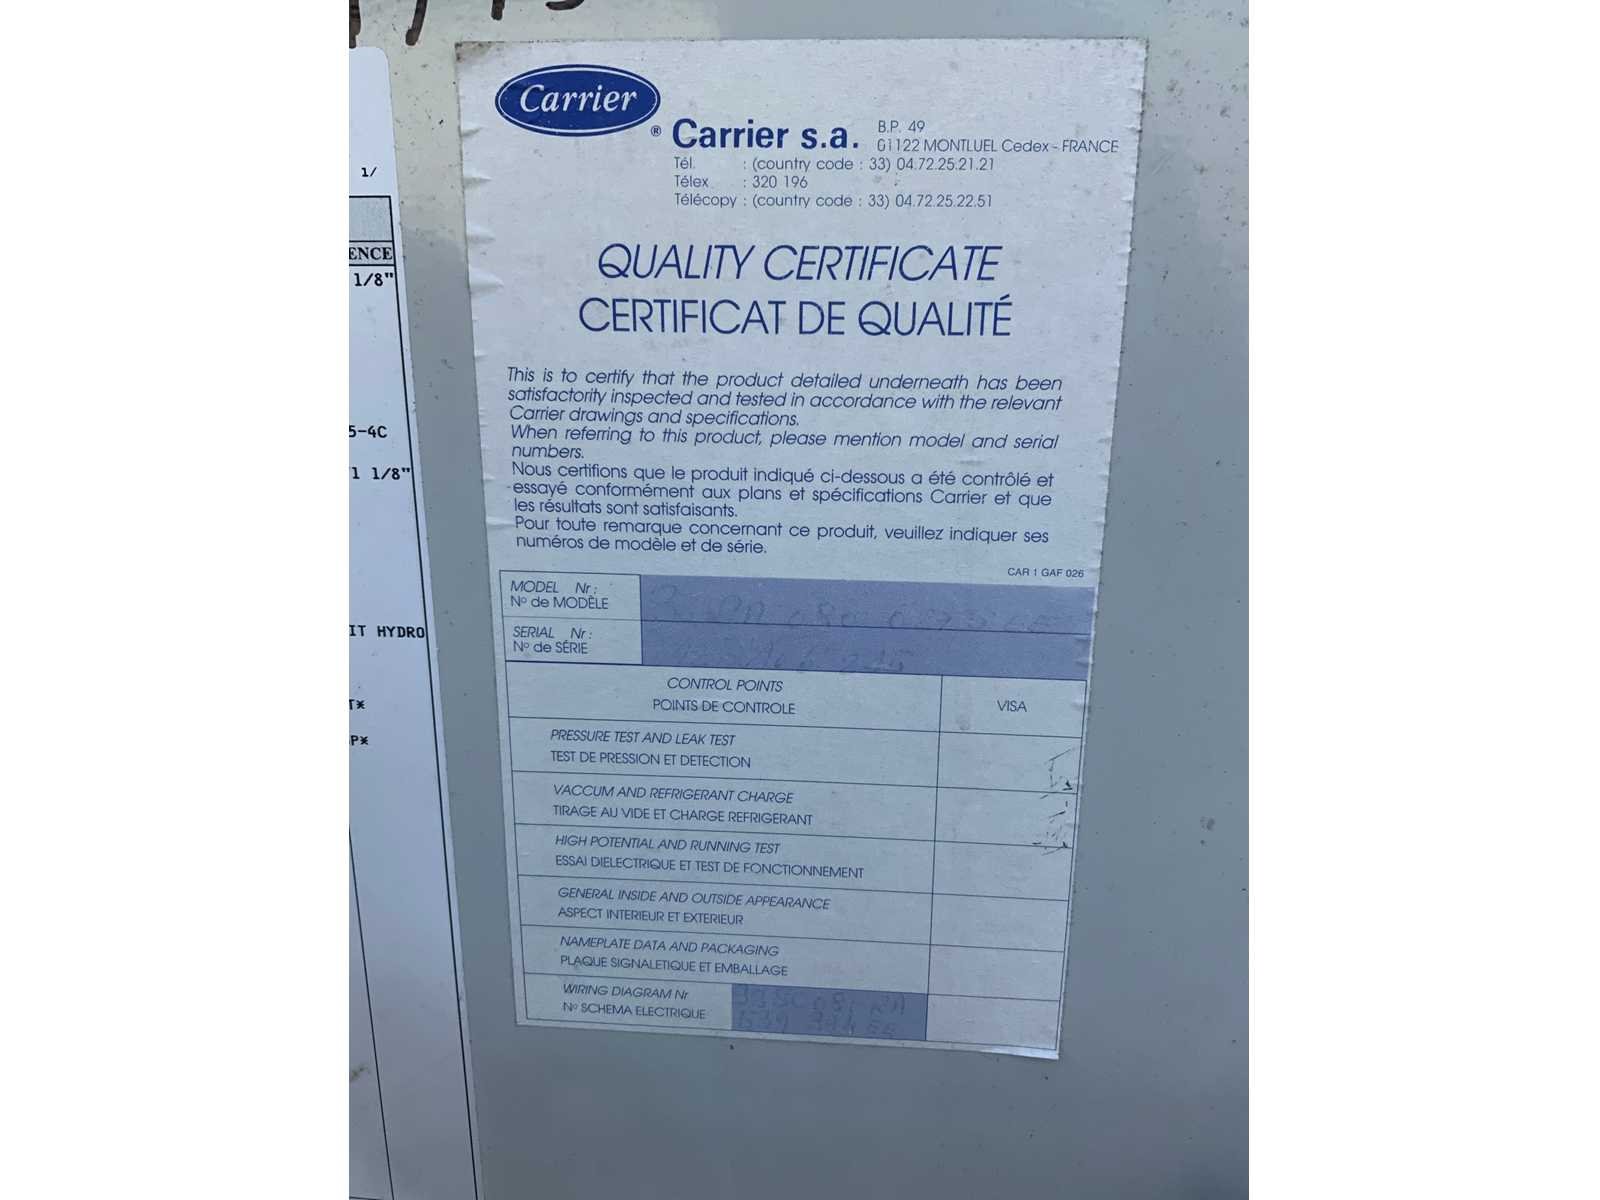 1/
ENCE
1/8"
5-4C
1 1/8"
IT HYDRO
T*
P*
Carrier
®
Carrier s.a.
B.P. 49
01122 MONTLUEL Cedex - FRANCE
Tél. : (country code : 33) 04.72.25.21.21
Télex : 320 196
Télécopy : (country code : 33) 04.72.25.22.51
QUALITY CERTIFICATE
CERTIFICAT DE QUALITÉ
This is to certify that the product detailed underneath has been
satisfactority inspected and tested in accordance with the relevant
Carrier drawings and specifications.
When referring to this product, please mention model and serial
numbers.
Nous certifions que le produit indiqué ci-dessous a été contrôlé et
essayé conformément aux plans et spécifications Carrier et que
les résultats sont satisfaisants.
Pour toute remarque concernant ce produit, veuillez indiquer ses
numéros de modèle et de série.
CAR 1 GAF 026
MODEL Nr :
Nº de MODÈLE
SERIAL Nr :
Nº de SÉRIE
CONTROL POINTS
POINTS DE CONTROLE
VISA
PRESSURE TEST AND LEAK TEST
TEST DE PRESSION ET DETECTION
VACCUM AND REFRIGERANT CHARGE
TIRAGE AU VIDE ET CHARGE REFRIGERANT
HIGH POTENTIAL AND RUNNING TEST
ESSAI DIELECTRIQUE ET TEST DE FONCTIONNEMENT
GENERAL INSIDE AND OUTSIDE APPEARANCE
ASPECT INTERIEUR ET EXTERIEUR
NAMEPLATE DATA AND PACKAGING
PLAQUE SIGNALETIQUE ET EMBALLAGE
WIRING DIAGRAM Nr
Nº SCHEMA ELECTRIQUE